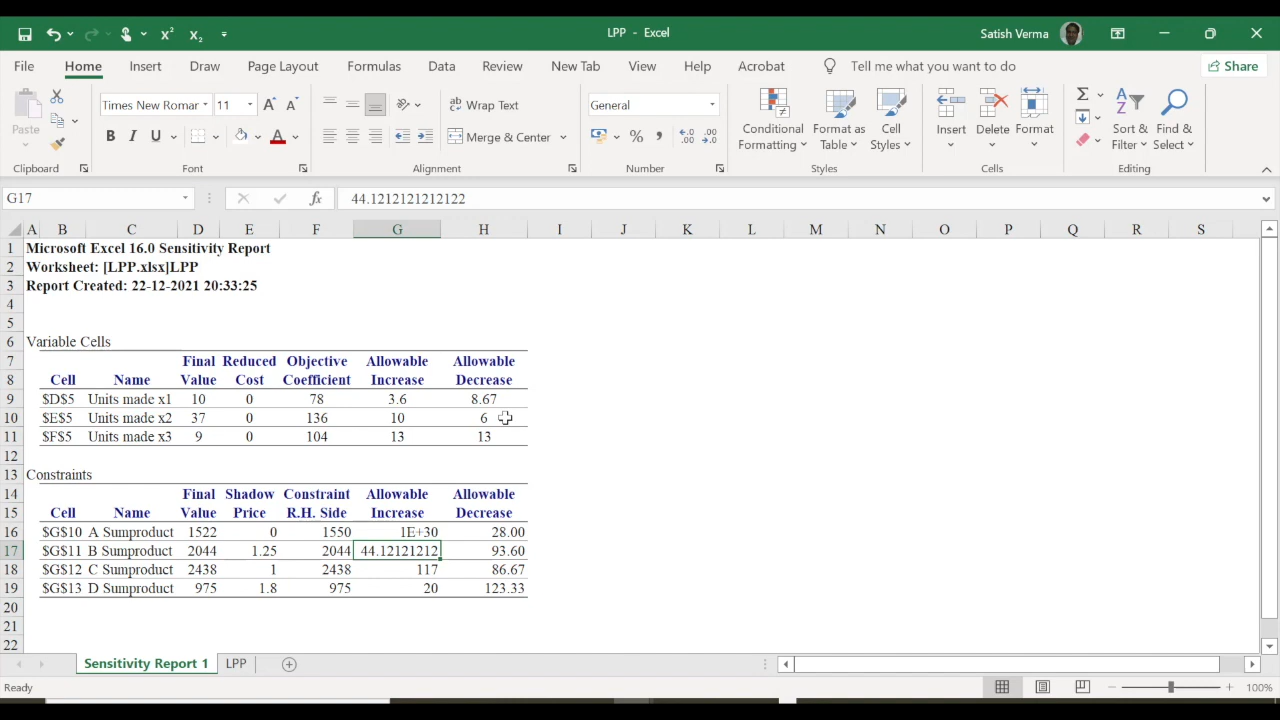 LPP - Excel
Satish Verma
File Home Insert Draw Page Layout Formulas Data Review New Tab View Help Acrobat Tell me what you want to do Share
Paste
Times New Romar 11
Wrap Text
General
B I U A
Merge & Center
% ,
Conditional Formatting
Format as Table
Cell Styles
Insert
Delete
Format
Sort & Filter
Find & Select
Clipboard Font Alignment Number Styles Cells Editing
G17 fx 44.1212121212122
A B C D E F G H I J K L M N O P Q R S
1 Microsoft Excel 16.0 Sensitivity Report
2 Worksheet: [LPP.xlsx]LPP
3 Report Created: 22-12-2021 20:33:25
4
5
6 Variable Cells
7 Final Reduced Objective Allowable Allowable
8 Cell Name Value Cost Coefficient Increase Decrease
9 $D$5 Units made x1 10 0 78 3.6 8.67
10 $E$5 Units made x2 37 0 136 10 6
11 $F$5 Units made x3 9 0 104 13 13
12
13 Constraints
14 Final Shadow Constraint Allowable Allowable
15 Cell Name Value Price R.H. Side Increase Decrease
16 $G$10 A Sumproduct 1522 0 1550 1E+30 28.00
17 $G$11 B Sumproduct 2044 1.25 2044 44.12121212 93.60
18 $G$12 C Sumproduct 2438 1 2438 117 86.67
19 $G$13 D Sumproduct 975 1.8 975 20 123.33
20
21
22
Sensitivity Report 1 LPP
Ready 100%